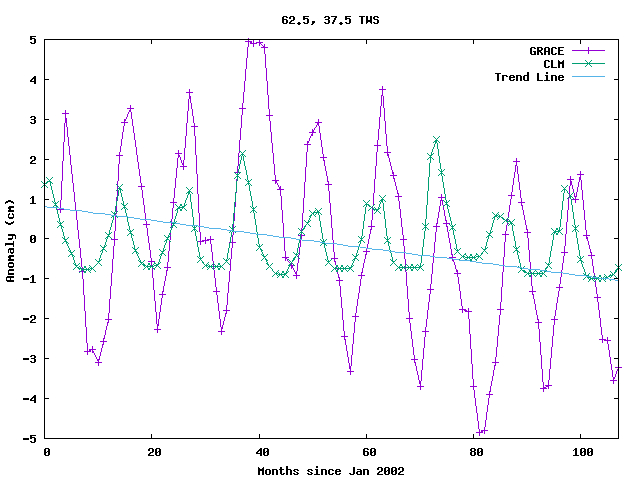 62.5, 37.5 TWS
GRACE
CLM
Trend Line
5
4
3
2
1
0
-1
-2
-3
-4
-5
Anomaly (cm)
0 20 40 60 80 100
Months since Jan 2002